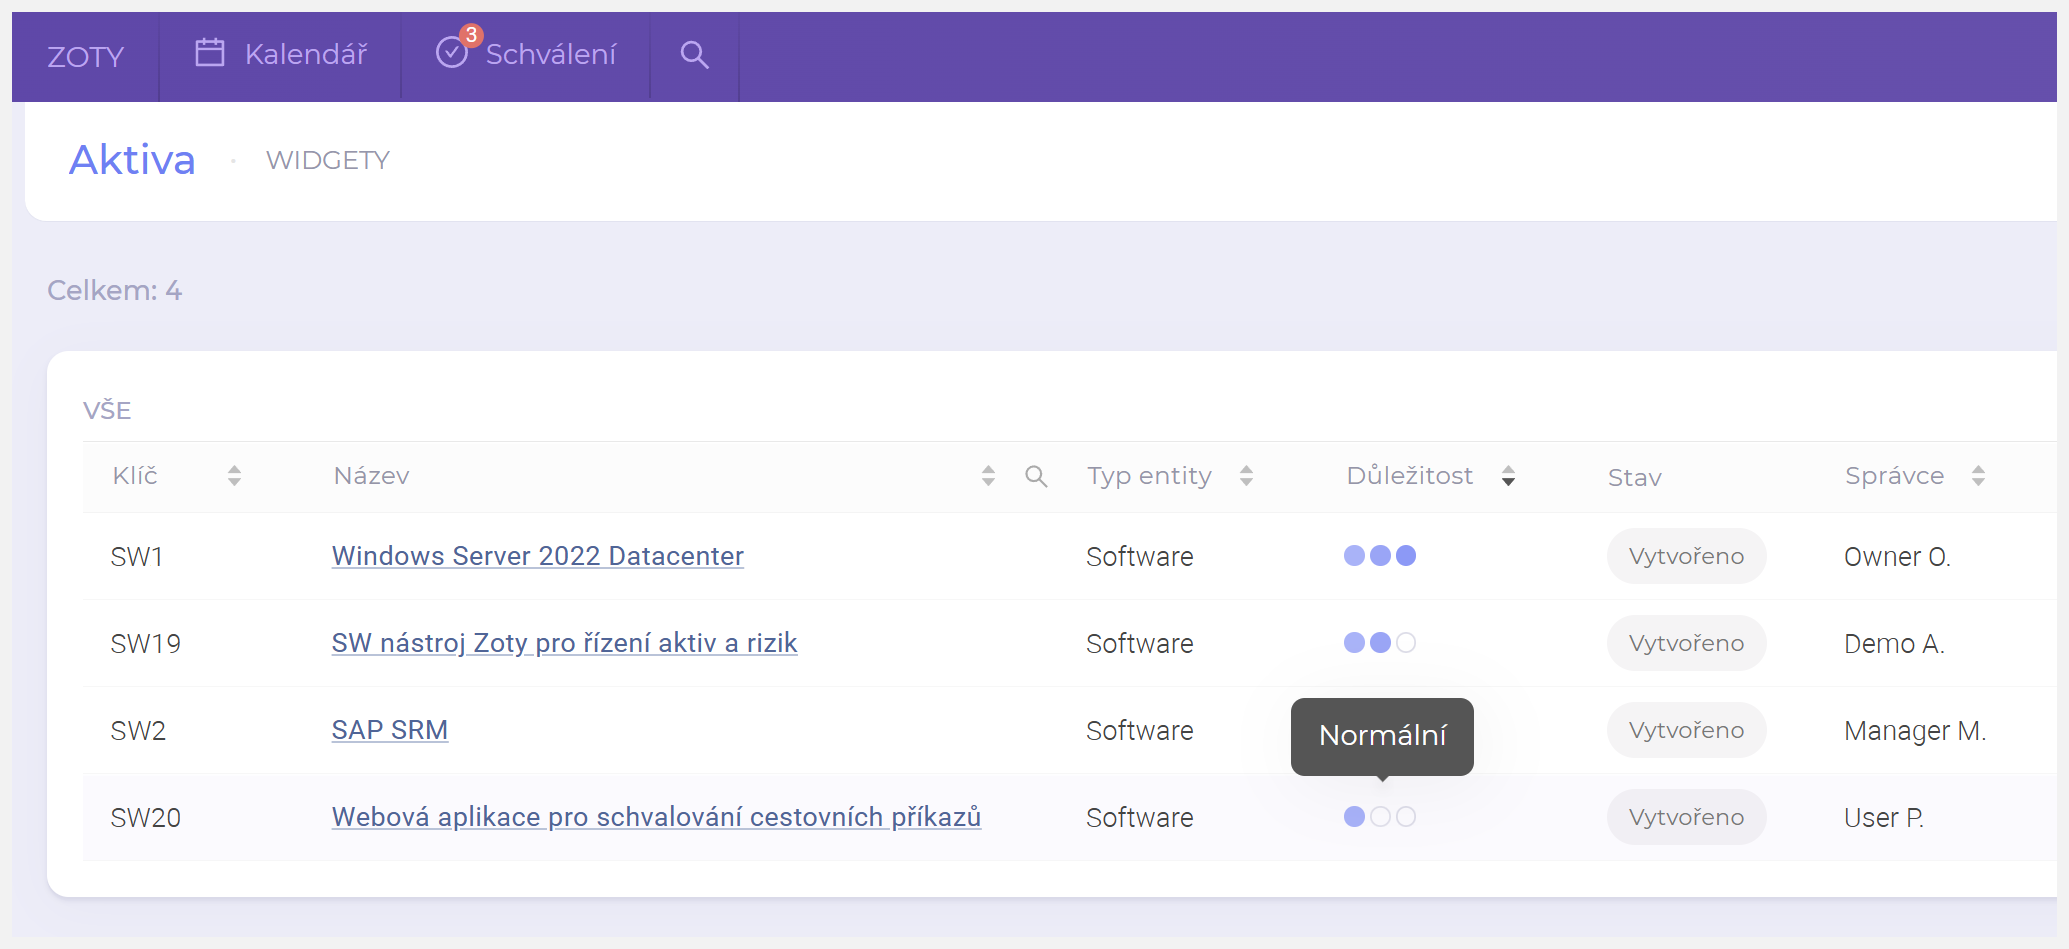 ZOTY Kalendář 3 Schválení
Aktiva · WIDGETY
Celkem: 4
VŠE
Klíč Název Typ entity Důležitost Stav Správce
SW1 Windows Server 2022 Datacenter Software Vytvořeno Owner O.
SW19 SW nástroj Zoty pro řízení aktiv a rizik Software Vytvořeno Demo A.
SW2 SAP SRM Software Normální Vytvořeno Manager M.
SW20 Webová aplikace pro schvalování cestovních příkazů Software Vytvořeno User P.